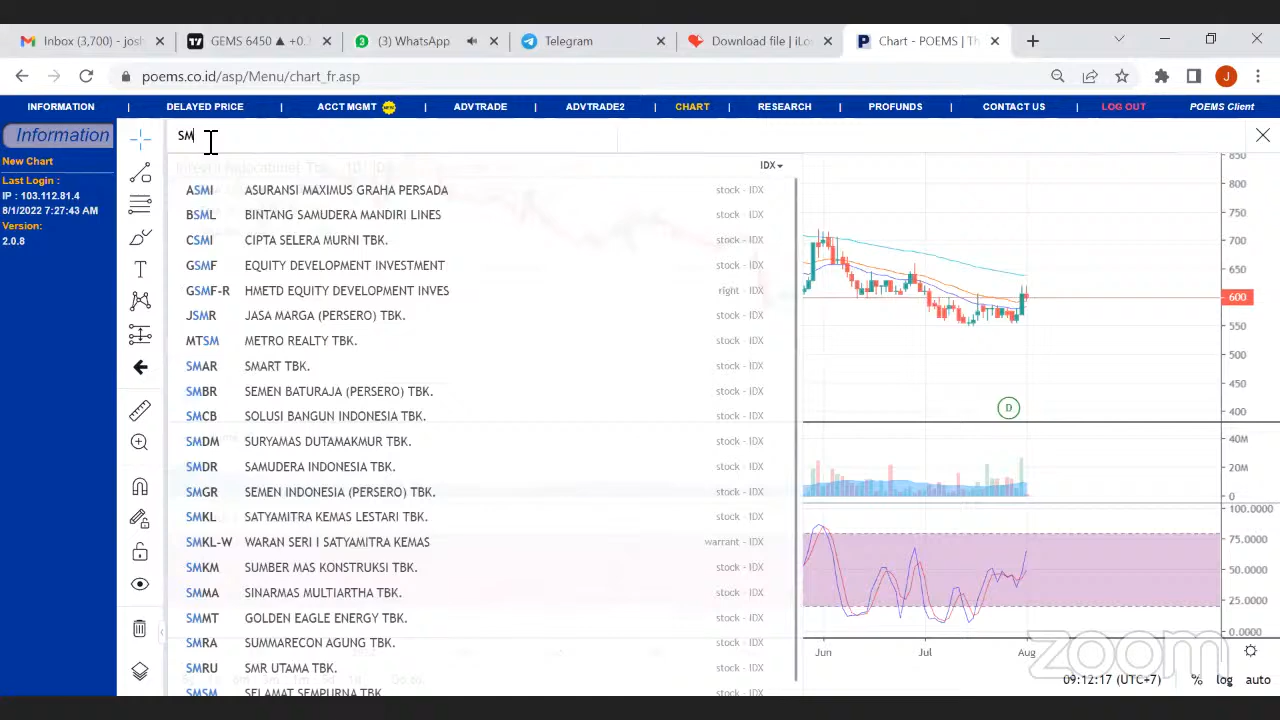 Inbox (3,700) - josh
GEMS 6450 ▲ +0.
(3) WhatsApp
Telegram
Download file | iLo
Chart - POEMS | Th
poems.co.id/asp/Menu/chart_fr.asp
J
INFORMATION | DELAYED PRICE | ACCT MGMT NEW | ADVTRADE | ADVTRADE2 | CHART | RESEARCH | PROFUNDS | CONTACT US | LOG OUT POEMS Client
Information
New Chart
Last Login :
IP : 103.112.81.4
8/1/2022 7:27:43 AM
Version:
2.0.8
SM
IDX
ASMI ASURANSI MAXIMUS GRAHA PERSADA stock - IDX
BSML BINTANG SAMUDERA MANDIRI LINES stock - IDX
CSMI CIPTA SELERA MURNI TBK. stock - IDX
GSMF EQUITY DEVELOPMENT INVESTMENT stock - IDX
GSMF-R HMETD EQUITY DEVELOPMENT INVES right - IDX
JSMR JASA MARGA (PERSERO) TBK. stock - IDX
MTSM METRO REALTY TBK. stock - IDX
SMAR SMART TBK. stock - IDX
SMBR SEMEN BATURAJA (PERSERO) TBK. stock - IDX
SMCB SOLUSI BANGUN INDONESIA TBK. stock - IDX
SMDM SURYAMAS DUTAMAKMUR TBK. stock - IDX
SMDR SAMUDERA INDONESIA TBK. stock - IDX
SMGR SEMEN INDONESIA (PERSERO) TBK. stock - IDX
SMKL SATYAMITRA KEMAS LESTARI TBK. stock - IDX
SMKL-W WARAN SERI I SATYAMITRA KEMAS warrant - IDX
SMKM SUMBER MAS KONSTRUKSI TBK. stock - IDX
SMMA SINARMAS MULTIARTHA TBK. stock - IDX
SMMT GOLDEN EAGLE ENERGY TBK. stock - IDX
SMRA SUMMARECON AGUNG TBK. stock - IDX
SMRU SMR UTAMA TBK. stock - IDX
SMSM SELAMAT SEMPURNA TBK. stock - IDX
850
800
750
700
650
600
550
500
450
400
D
40M
20M
0
100.0000
75.0000
50.0000
25.0000
0.0000
Jun Jul Aug
zoom
09:12:17 (UTC+7) % log auto